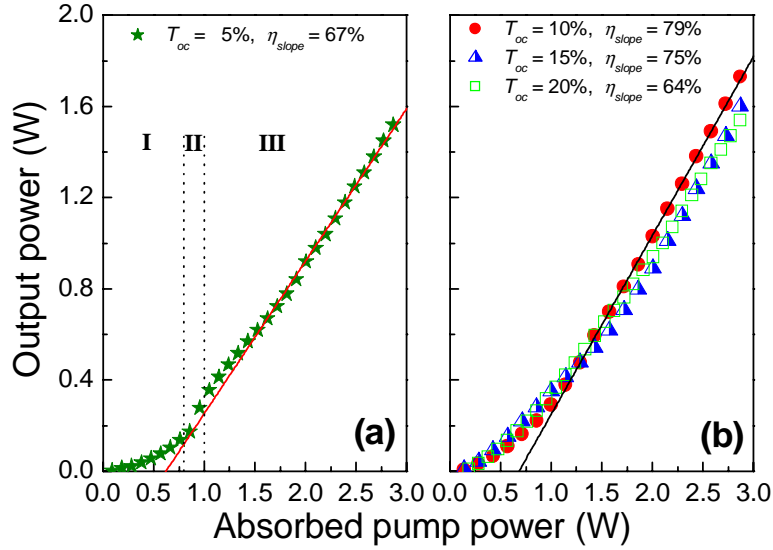 T_oc = 5%, η_slope = 67%
T_oc = 10%, η_slope = 79%
T_oc = 15%, η_slope = 75%
T_oc = 20%, η_slope = 64%
I II III
Output power (W)
2.0
1.6
1.2
0.8
0.4
0.0
(a)
(b)
0.0 0.5 1.0 1.5 2.0 2.5 3.0
0.0 0.5 1.0 1.5 2.0 2.5 3.0
Absorbed pump power (W)